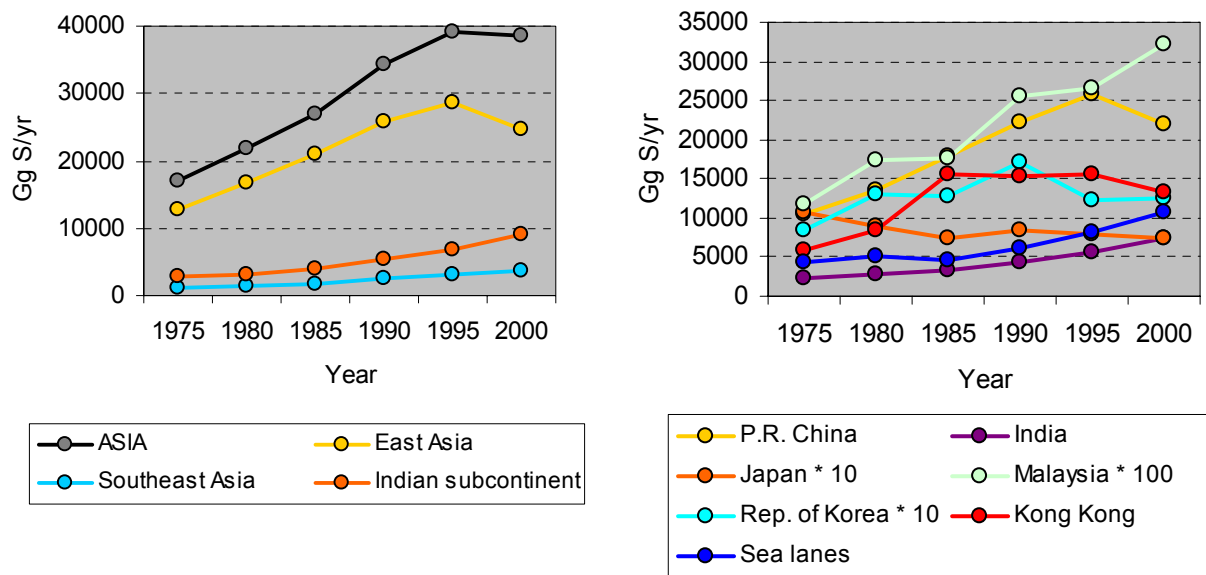 40000
30000
20000
10000
0
Gg S/yr
1975 1980 1985 1990 1995 2000
Year
ASIA East Asia
Southeast Asia Indian subcontinent
35000
30000
25000
20000
15000
10000
5000
0
Gg S/yr
1975 1980 1985 1990 1995 2000
Year
P.R. China India
Japan * 10 Malaysia * 100
Rep. of Korea * 10 Kong Kong
Sea lanes